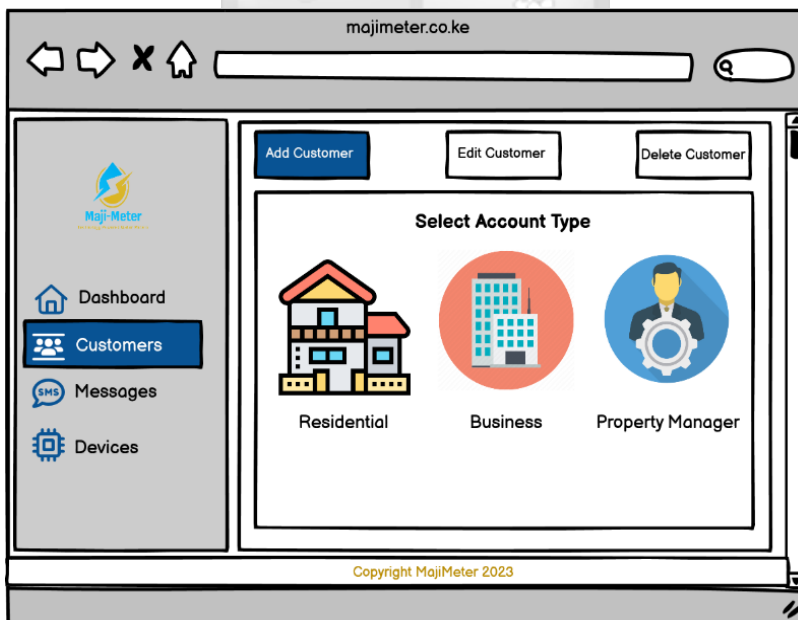 majimeter.co.ke
Add Customer
Edit Customer
Delete Customer
Maji-Meter
Select Account Type
Dashboard
Customers
SMS
Messages
Devices
Residential
Business
Property Manager
Copyright MajiMeter 2023